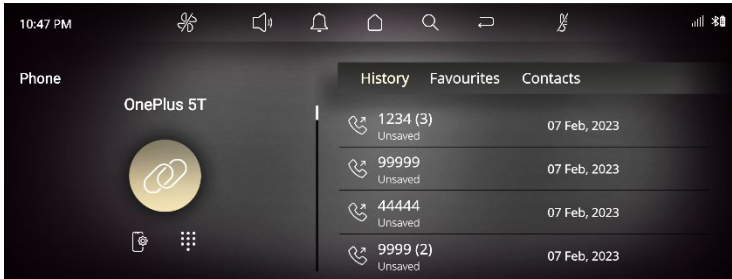 10:47 PM
Phone
History Favourites Contacts
OnePlus 5T
1234 (3)
Unsaved
07 Feb, 2023
99999
Unsaved
07 Feb, 2023
44444
Unsaved
07 Feb, 2023
9999 (2)
Unsaved
07 Feb, 2023